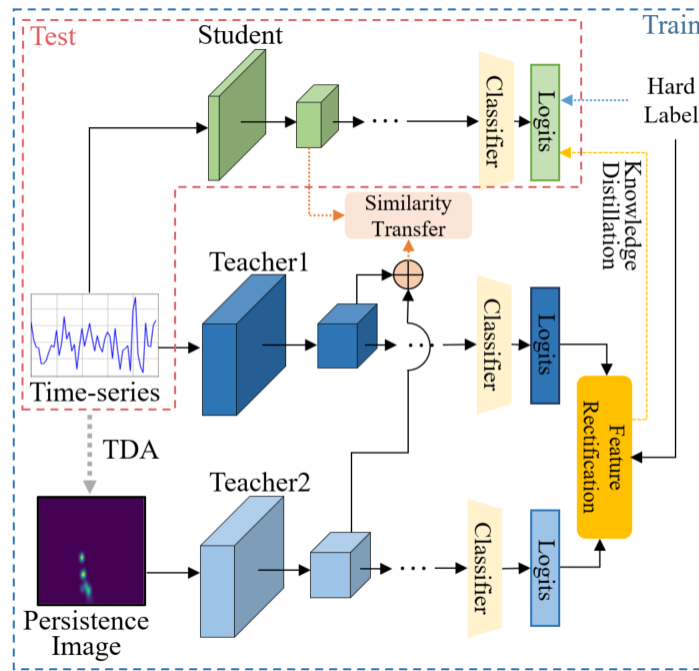 Test
Train
Student
Classifier
Logits
Hard
Label
Knowledge
Distillation
Similarity
Transfer
Teacher1
Classifier
Logits
Time-series
Feature
Rectification
TDA
Teacher2
Classifier
Logits
Persistence
Image